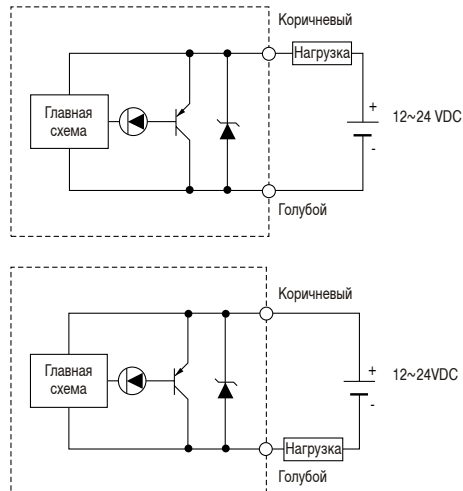 Коричневый
Нагрузка
Главная
схема
+
12~24 VDC
-
Голубой
Коричневый
Главная
схема
+
12~24VDC
-
Нагрузка
Голубой